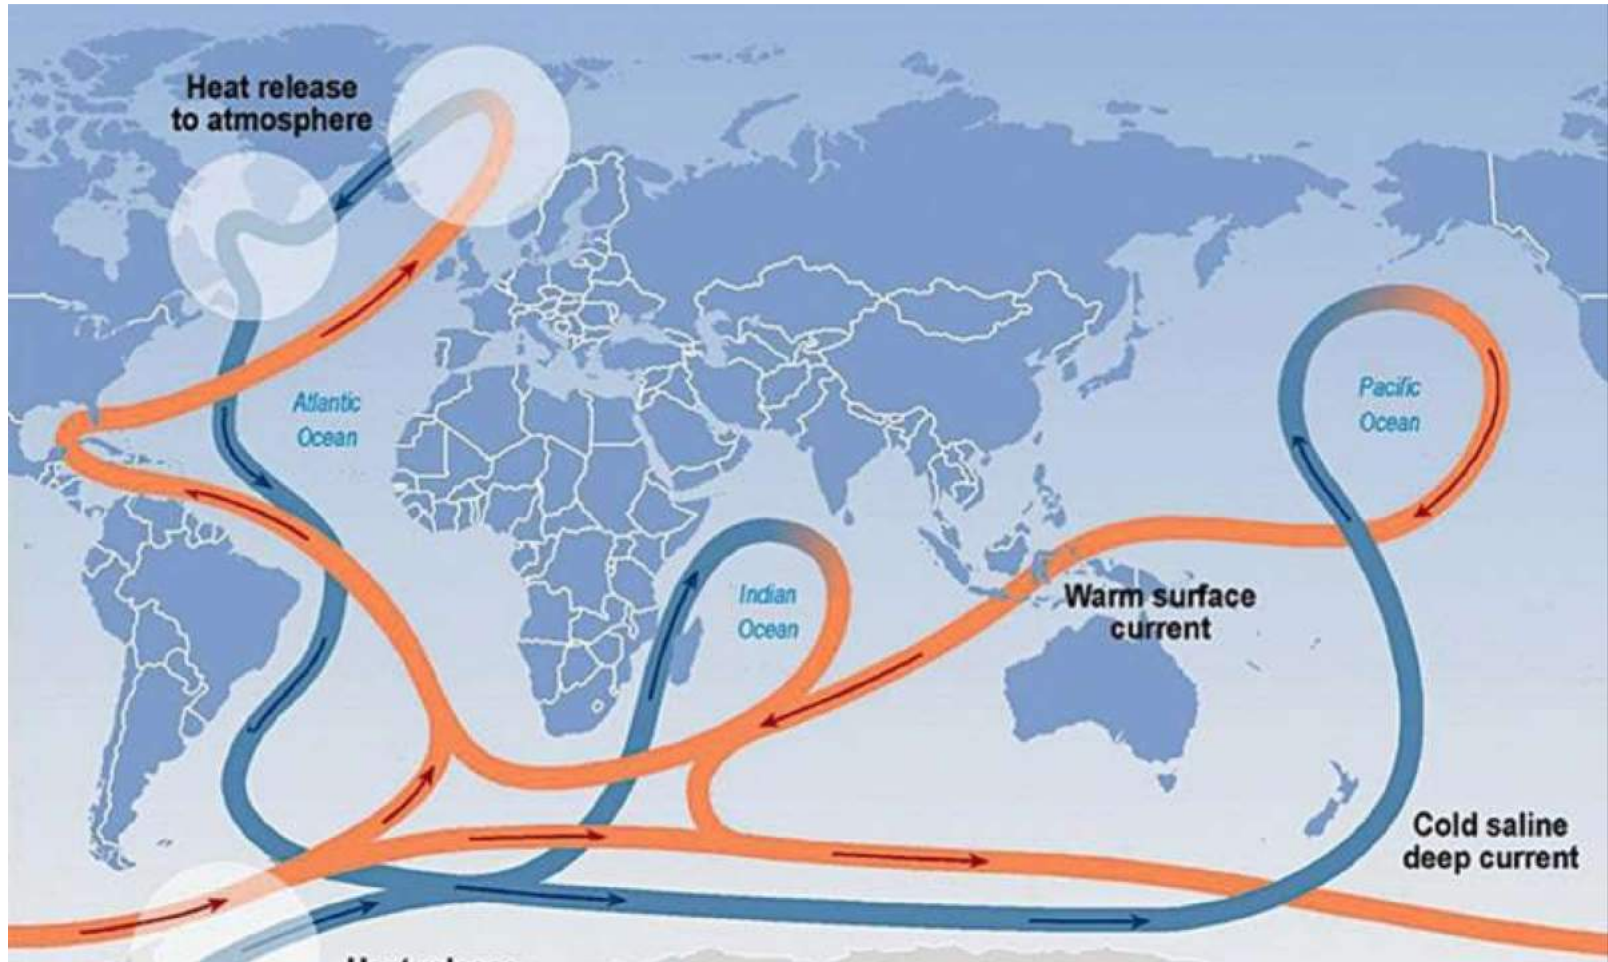 Heat release
to atmosphere
Atlantic
Ocean
Pacific
Ocean
Indian
Ocean
Warm surface
current
Cold saline
deep current